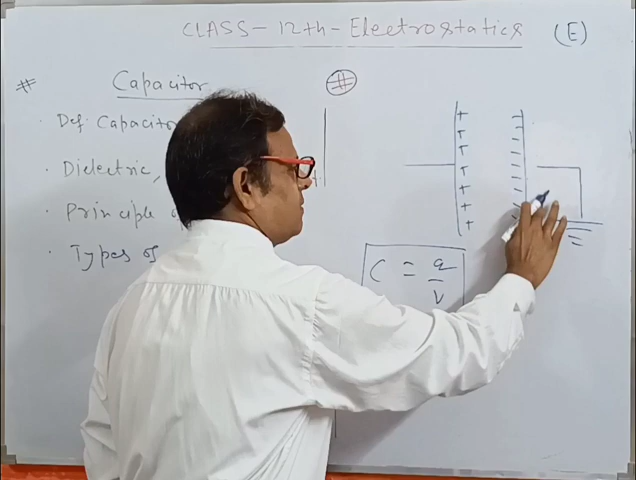 CLASS - 12th - Electrostatics (E)
# Capacitor
· Def. Capacitor
· Dielectric,
· Principle
· Types of
#
+ + + + + + +
- - - - - - -
C = q/V